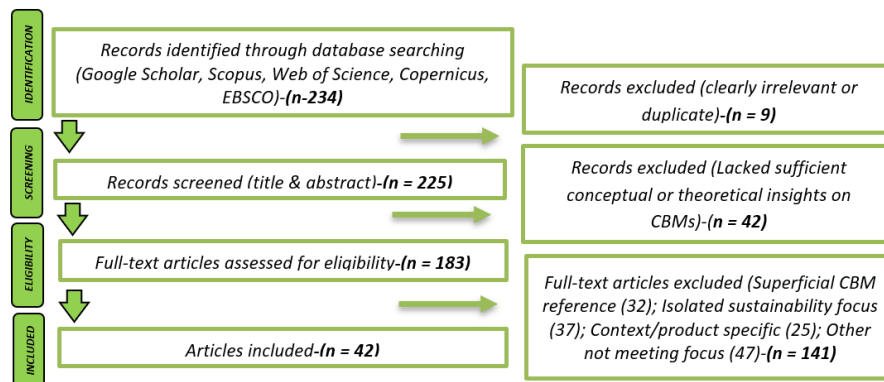 IDENTIFICATION
Records identified through database searching
(Google Scholar, Scopus, Web of Science, Copernicus,
EBSCO)-(n-234)
Records excluded (clearly irrelevant or
duplicate)-(n = 9)
SCREENING
Records screened (title & abstract)-(n = 225)
Records excluded (Lacked sufficient
conceptual or theoretical insights on
CBMs)-(n = 42)
ELIGIBILITY
Full-text articles assessed for eligibility-(n = 183)
Full-text articles excluded (Superficial CBM
reference (32); Isolated sustainability focus
(37); Context/product specific (25); Other
not meeting focus (47)-(n = 141)
INCLUDED
Articles included-(n = 42)